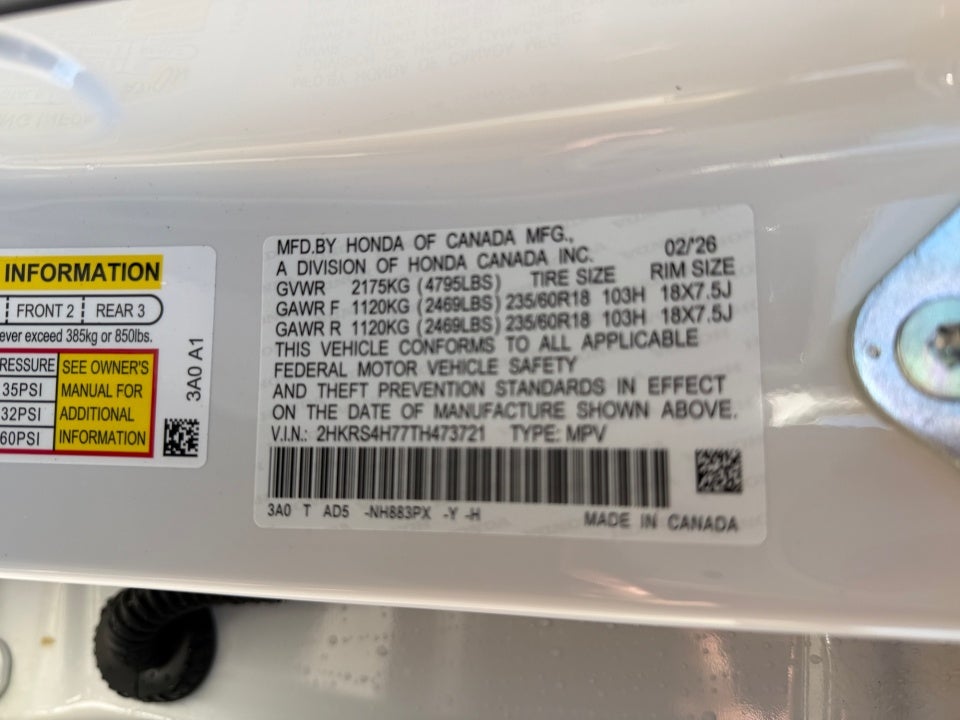 INFORMATION
FRONT 2 REAR 3
ever exceed 385kg or 850lbs.
RESSURE SEE OWNER'S
35PSI MANUAL FOR
32PSI ADDITIONAL
60PSI INFORMATION
3A0 A1
MFD.BY HONDA OF CANADA MFG.,
A DIVISION OF HONDA CANADA INC. 02/'26
GVWR 2175KG (4795LBS) TIRE SIZE RIM SIZE
GAWR F 1120KG (2469LBS) 235/60R18 103H 18X7.5J
GAWR R 1120KG (2469LBS) 235/60R18 103H 18X7.5J
THIS VEHICLE CONFORMS TO ALL APPLICABLE
FEDERAL MOTOR VEHICLE SAFETY
AND THEFT PREVENTION STANDARDS IN EFFECT
ON THE DATE OF MANUFACTURE SHOWN ABOVE.
V.I.N.: 2HKRS4H77TH473721 TYPE: MPV
3A0 T AD5 -NH883PX -Y -H MADE IN CANADA